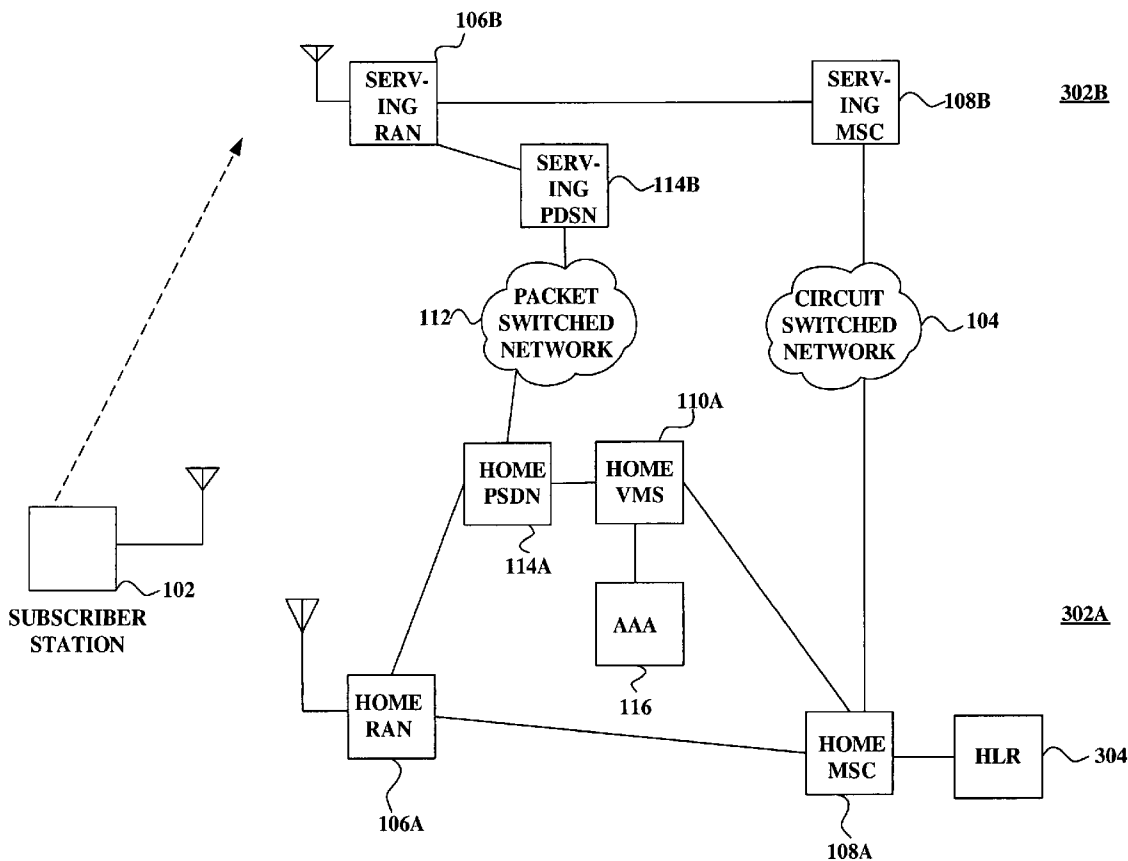 106B
SERV-
ING
RAN
SERV-
ING
MSC
108B
302B
SERV-
ING
PDSN
114B
PACKET
SWITCHED
NETWORK
112
CIRCUIT
SWITCHED
NETWORK
104
110A
HOME
PSDN
HOME
VMS
114A
102
SUBSCRIBER
STATION
AAA
116
302A
HOME
RAN
106A
HOME
MSC
108A
HLR
304